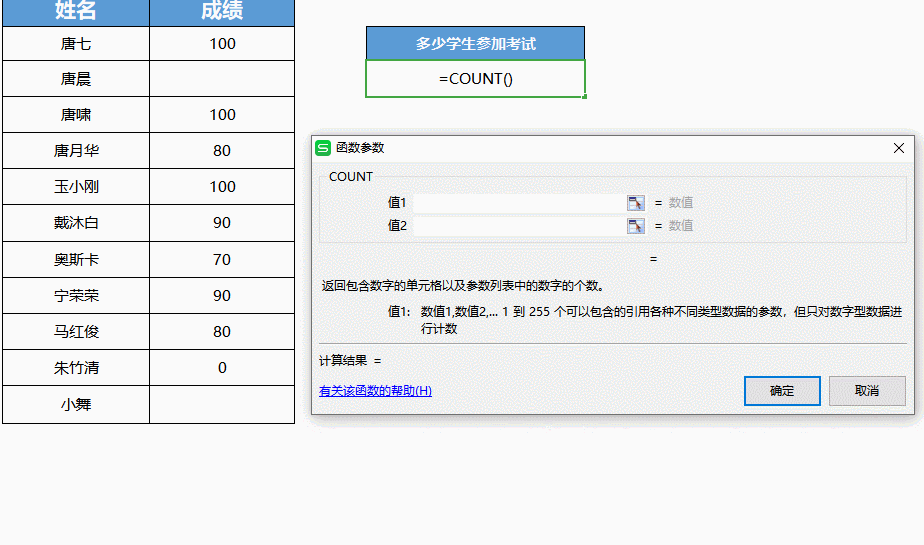 姓名 成绩
唐七 100
唐晨
唐啸 100
唐月华 80
玉小刚 100
戴沐白 90
奥斯卡 70
宁荣荣 90
马红俊 80
朱竹清 0
小舞
多少学生参加考试
=COUNT()
函数参数
COUNT
值1 = 数值
值2 = 数值
=
返回包含数字的单元格以及参数列表中的数字的个数。
值1: 数值1,数值2,... 1 到 255 个可以包含的引用各种不同类型数据的参数，但只对数字型数据进
行计数
计算结果 =
有关该函数的帮助(H)
确定 取消